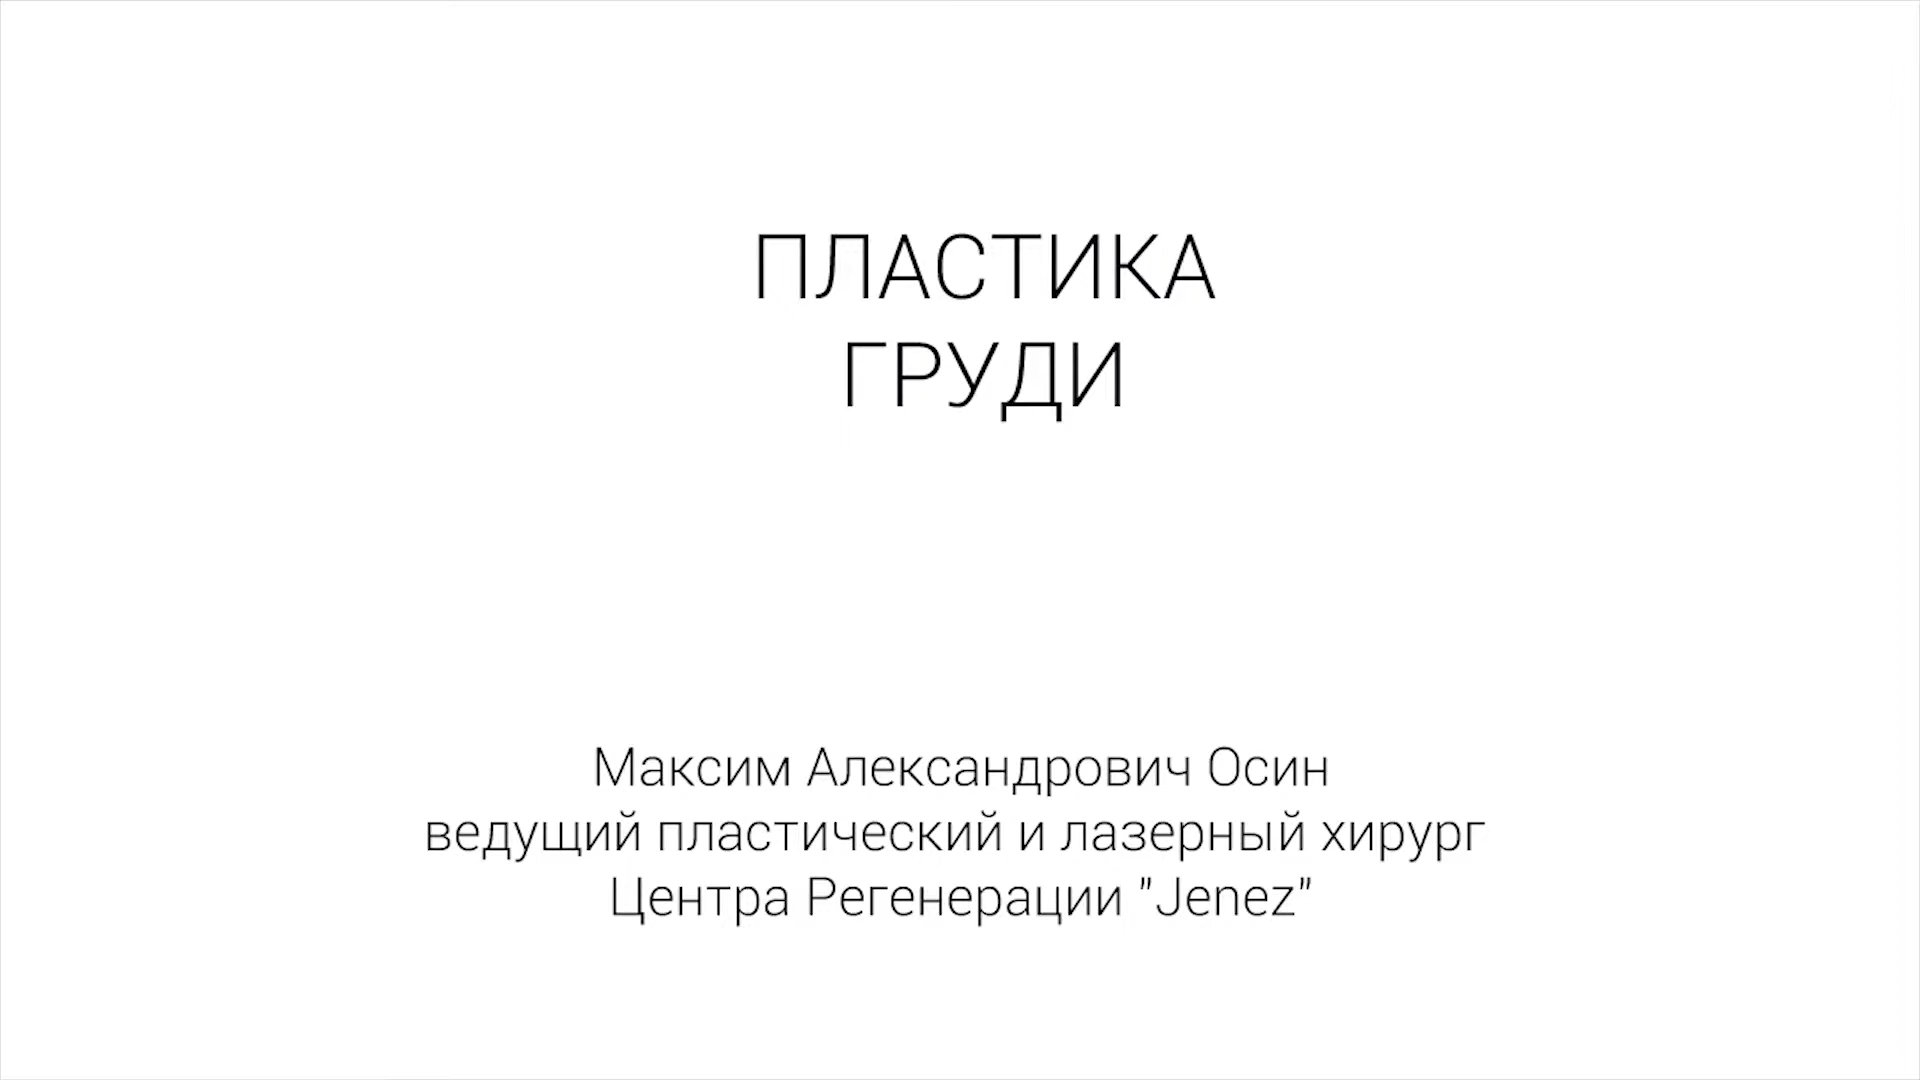 ПЛАСТИКА
ГРУДИ
Максим Александрович Осин
ведущий пластический и лазерный хирург
Центра Регенерации "Jenez"